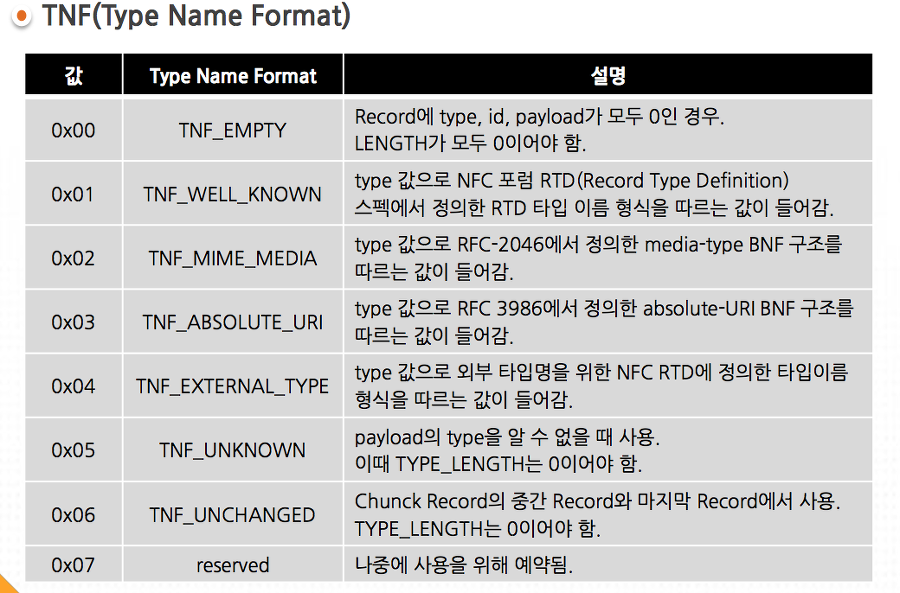 TNF(Type Name Format)
값 Type Name Format 설명
0x00 TNF_EMPTY Record에 type, id, payload가 모두 0인 경우.
LENGTH가 모두 0이어야 함.
0x01 TNF_WELL_KNOWN type 값으로 NFC 포럼 RTD(Record Type Definition)
스펙에서 정의한 RTD 타입 이름 형식을 따르는 값이 들어감.
0x02 TNF_MIME_MEDIA type 값으로 RFC-2046에서 정의한 media-type BNF 구조를
따르는 값이 들어감.
0x03 TNF_ABSOLUTE_URI type 값으로 RFC 3986에서 정의한 absolute-URI BNF 구조를
따르는 값이 들어감.
0x04 TNF_EXTERNAL_TYPE type 값으로 외부 타입명을 위한 NFC RTD에 정의한 타입이름
형식을 따르는 값이 들어감.
0x05 TNF_UNKNOWN payload의 type을 알 수 없을 때 사용.
이때 TYPE_LENGTH는 0이어야 함.
0x06 TNF_UNCHANGED Chunck Record의 중간 Record와 마지막 Record에서 사용.
TYPE_LENGTH는 0이어야 함.
0x07 reserved 나중에 사용을 위해 예약됨.